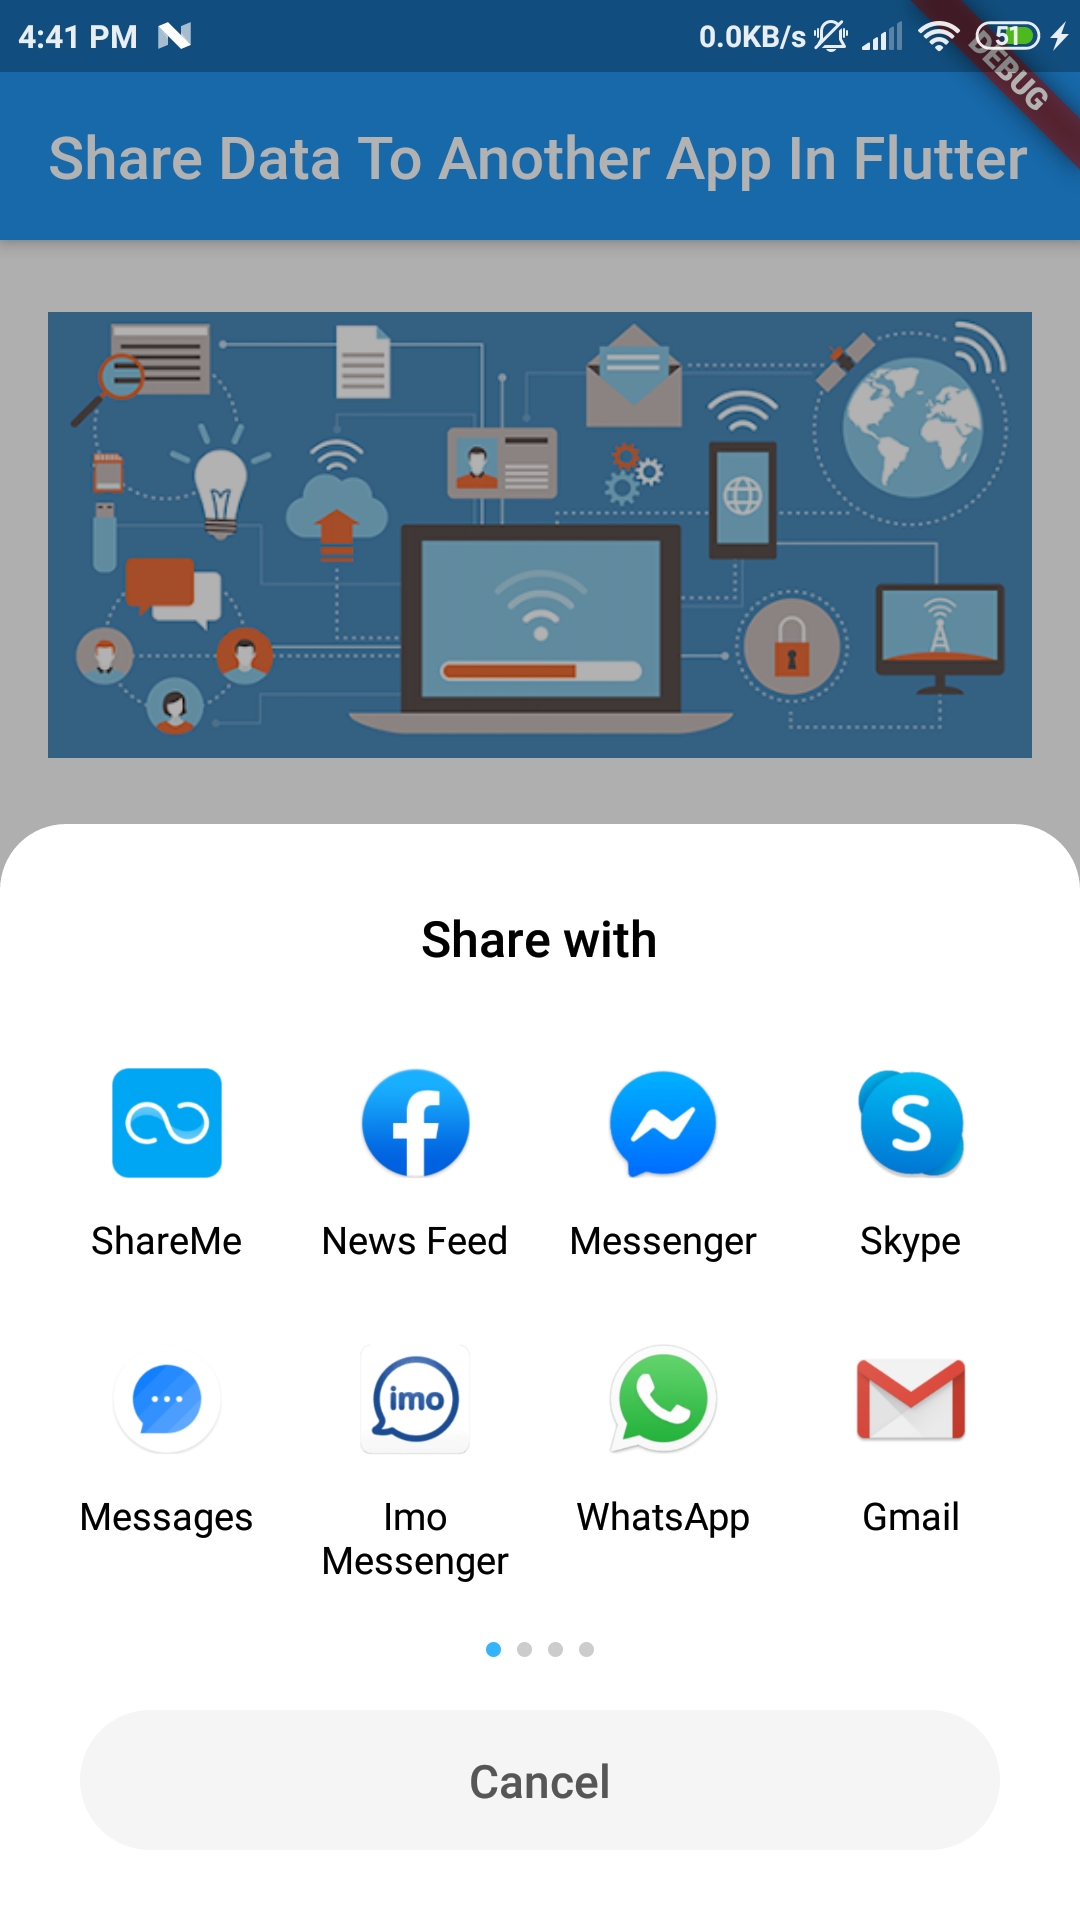 4:41 PM 0.0KB/s 51
DEBUG
Share Data To Another App In Flutter
Share with
ShareMe News Feed Messenger Skype
imo
Messages Imo Messenger WhatsApp Gmail
Cancel